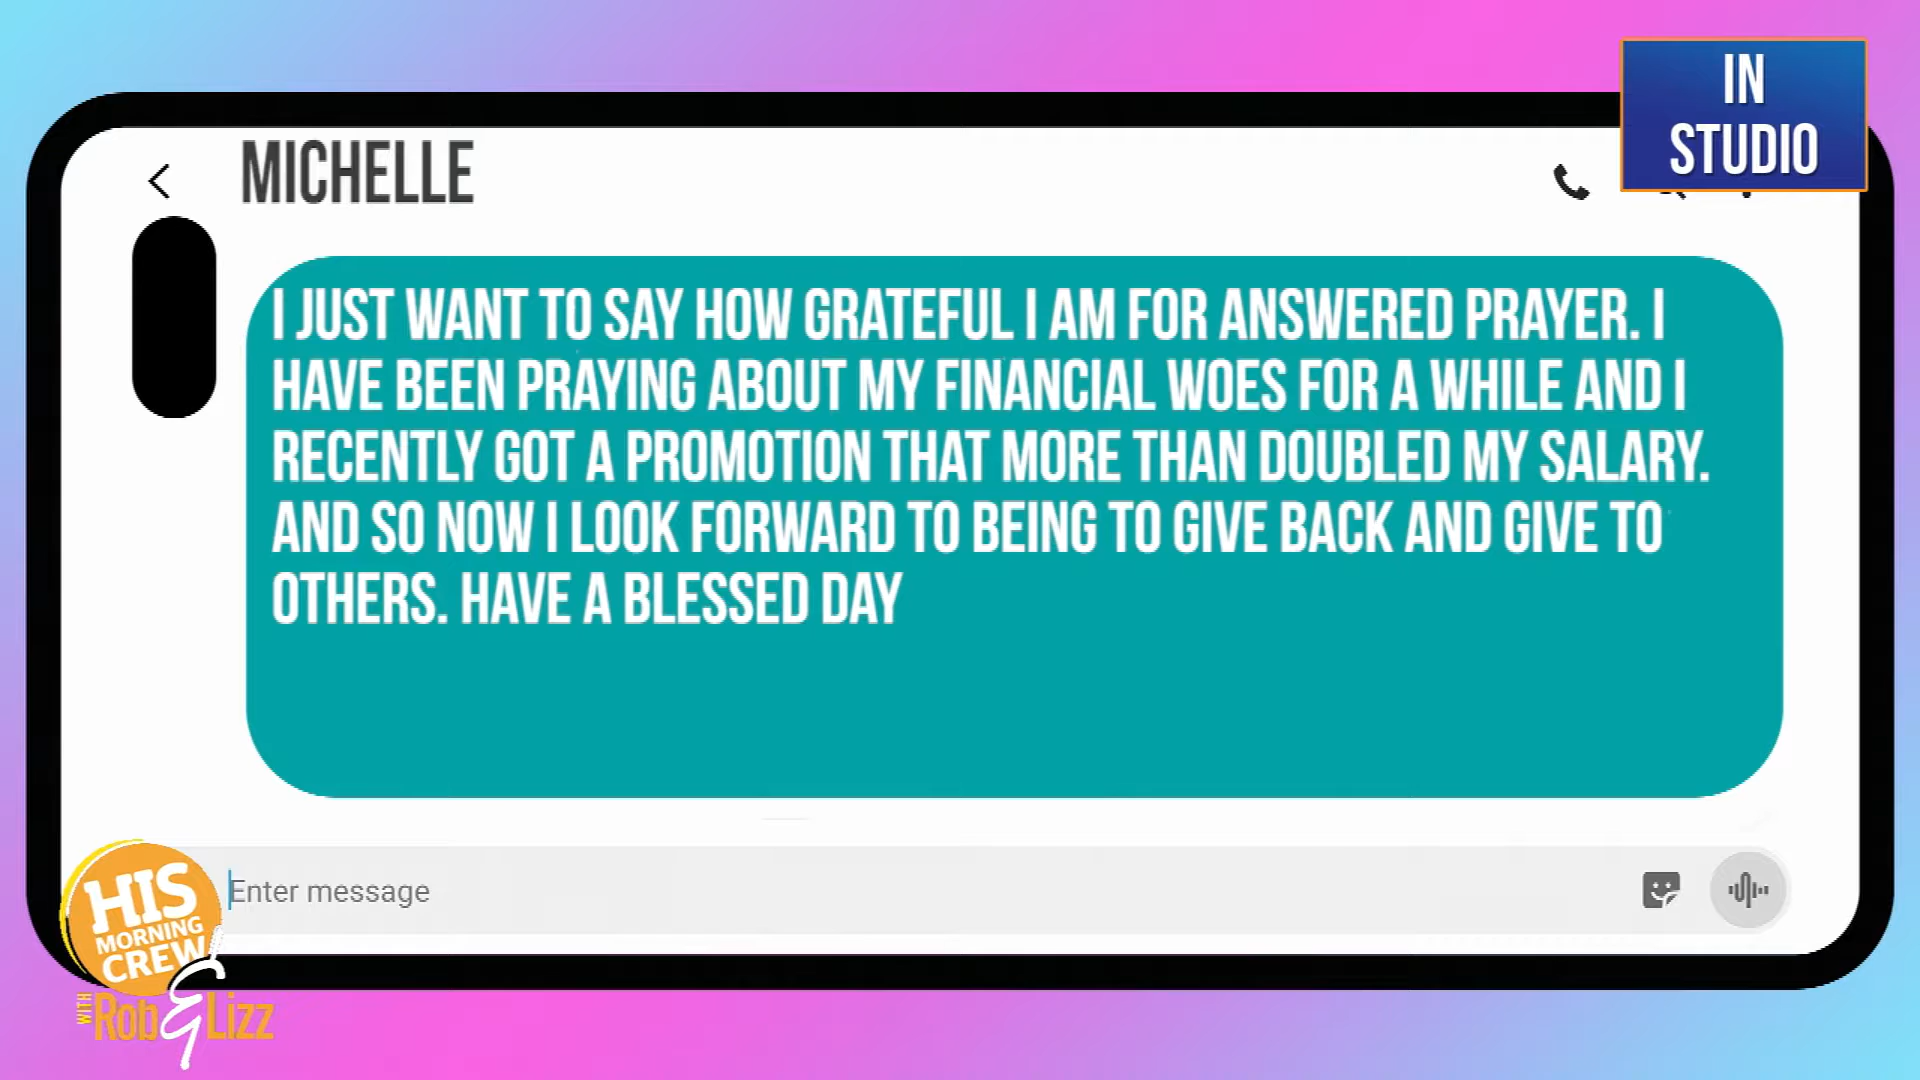 IN
STUDIO
MICHELLE
I JUST WANT TO SAY HOW GRATEFUL I AM FOR ANSWERED PRAYER. I
HAVE BEEN PRAYING ABOUT MY FINANCIAL WOES FOR A WHILE AND I
RECENTLY GOT A PROMOTION THAT MORE THAN DOUBLED MY SALARY.
AND SO NOW I LOOK FORWARD TO BEING TO GIVE BACK AND GIVE TO
OTHERS. HAVE A BLESSED DAY
Enter message
HIS
MORNING
CREW
WITH Rob & Lizz